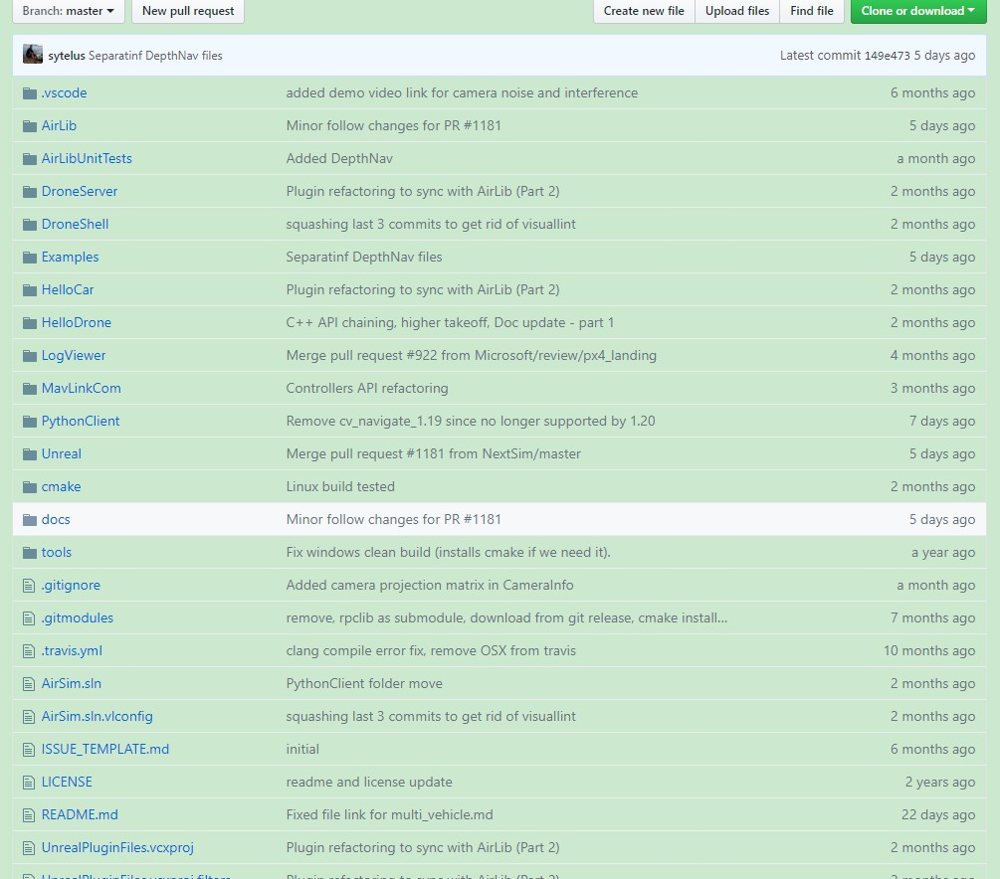 Branch: master Create new file Upload files Find file Clone or download
New pull request
sytelus Separatinf DepthNav files Latest commit 149e473 5 days ago
.vscode added demo video link for camera noise and interference 6 months ago
AirLib Minor follow changes for PR #1181 5 days ago
AirLibUnitTests Added DepthNav a month ago
DroneServer Plugin refactoring to sync with AirLib (Part 2) 2 months ago
DroneShell squashing last 3 commits to get rid of visuallint 2 months ago
Examples Separatinf DepthNav files 5 days ago
HelloCar Plugin refactoring to sync with AirLib (Part 2) 2 months ago
HelloDrone C++ API chaining, higher takeoff, Doc update - part 1 2 months ago
LogViewer Merge pull request #922 from Microsoft/review/px4_landing 4 months ago
MavLinkCom Controllers API refactoring 3 months ago
PythonClient Remove cv_navigate_1.19 since no longer supported by 1.20 7 days ago
Unreal Merge pull request #1181 from NextSim/master 5 days ago
cmake Linux build tested 2 months ago
docs Minor follow changes for PR #1181 5 days ago
tools Fix windows clean build (installs cmake if we need it). a year ago
.gitignore Added camera projection matrix in CameraInfo a month ago
.gitmodules remove, rpclib as submodule, download from git release, cmake install... 7 months ago
.travis.yml clang compile error fix, remove OSX from travis 10 months ago
AirSim.sln PythonClient folder move 2 months ago
AirSim.sln.vlconfig squashing last 3 commits to get rid of visuallint 2 months ago
ISSUE_TEMPLATE.md initial 6 months ago
LICENSE readme and license update 2 years ago
README.md Fixed file link for multi_vehicle.md 22 days ago
UnrealPluginFiles.vcxproj Plugin refactoring to sync with AirLib (Part 2) 2 months ago
UnrealPluginFiles.vcxproj.filters Plugin refactoring to sync with AirLib (Part 2) 2 months ago